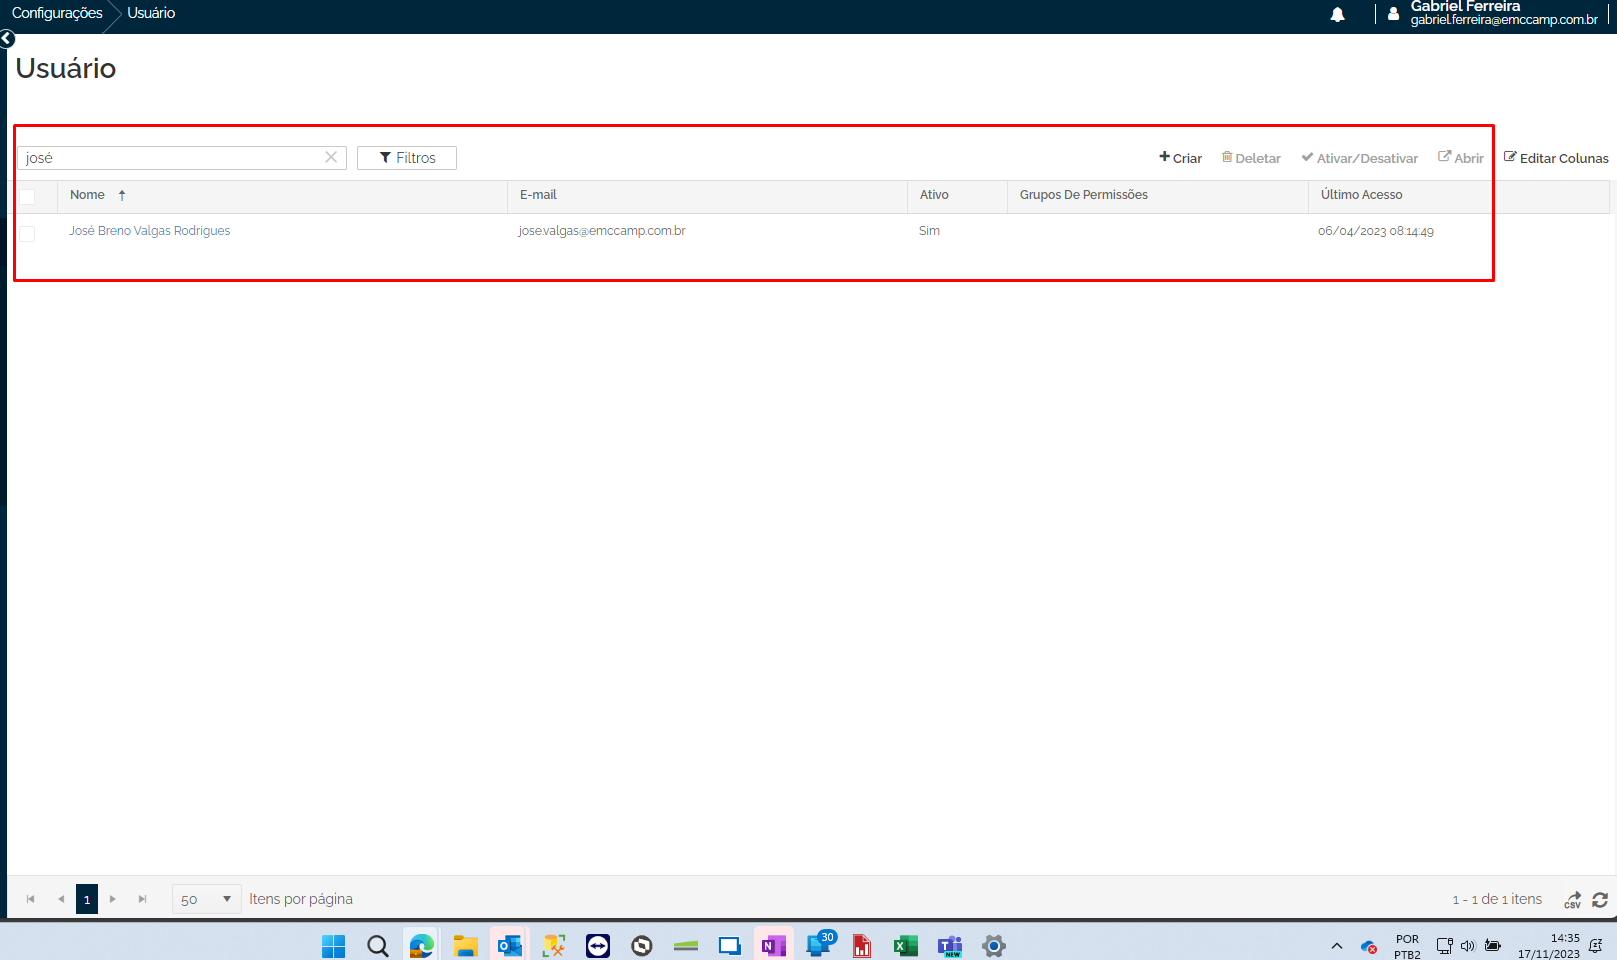 Configurações Usuário
Gabriel Ferreira
gabriel.ferreira@emccamp.com.br
Usuário
josé Filtros Criar Deletar Ativar/Desativar Abrir Editar Colunas
Nome E-mail Ativo Grupos De Permissões Último Acesso
José Breno Valgas Rodrigues jose.valgas@emccamp.com.br Sim 06/04/2023 08:14:49
1 50 Itens por página 1 - 1 de 1 itens CSV
30
NEW
POR
PTB2
14:35
17/11/2023